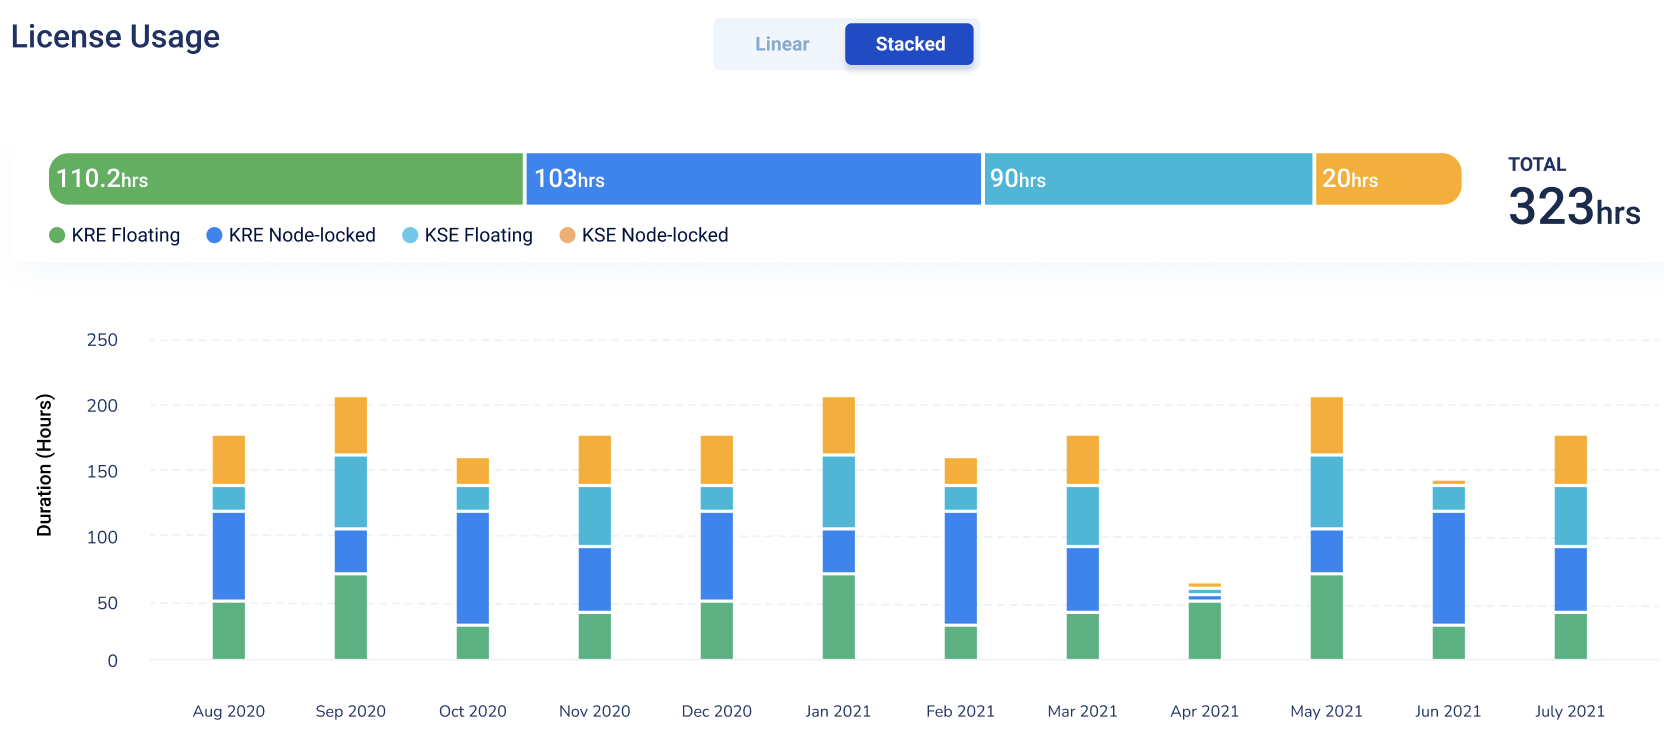 License Usage
Linear Stacked
110.2hrs 103hrs 90hrs 20hrs
TOTAL
323hrs
KRE Floating KRE Node-locked KSE Floating KSE Node-locked
Duration (Hours)
250
200
150
100
50
0
Aug 2020 Sep 2020 Oct 2020 Nov 2020 Dec 2020 Jan 2021 Feb 2021 Mar 2021 Apr 2021 May 2021 Jun 2021 July 2021